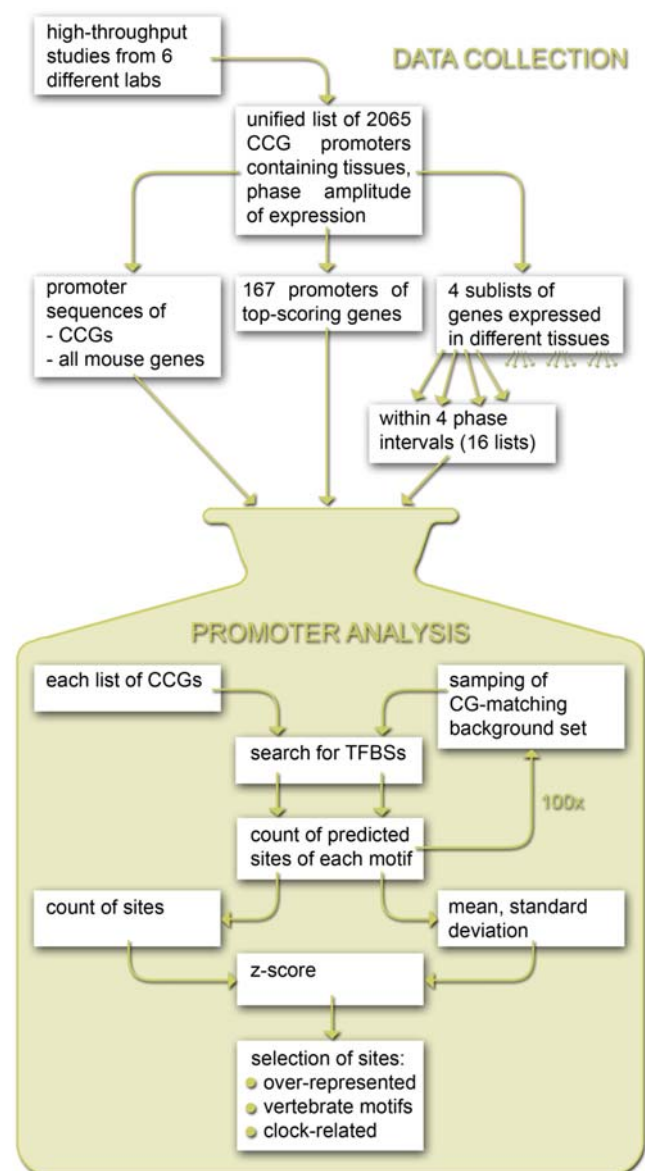 high-throughput
studies from 6
different labs
DATA COLLECTION
unified list of 2065
CCG promoters
containing tissues,
phase amplitude
of expression
promoter
sequences of
- CCGs
- all mouse genes
167 promoters of
top-scoring genes
4 sublists of
genes expressed
in different tissues
within 4 phase
intervals (16 lists)
PROMOTER ANALYSIS
each list of CCGs
sampling of
CG-matching
background set
search for TFBSs
100x
count of predicted
sites of each motif
count of sites
mean, standard
deviation
z-score
selection of sites:
over-represented
vertebrate motifs
clock-related